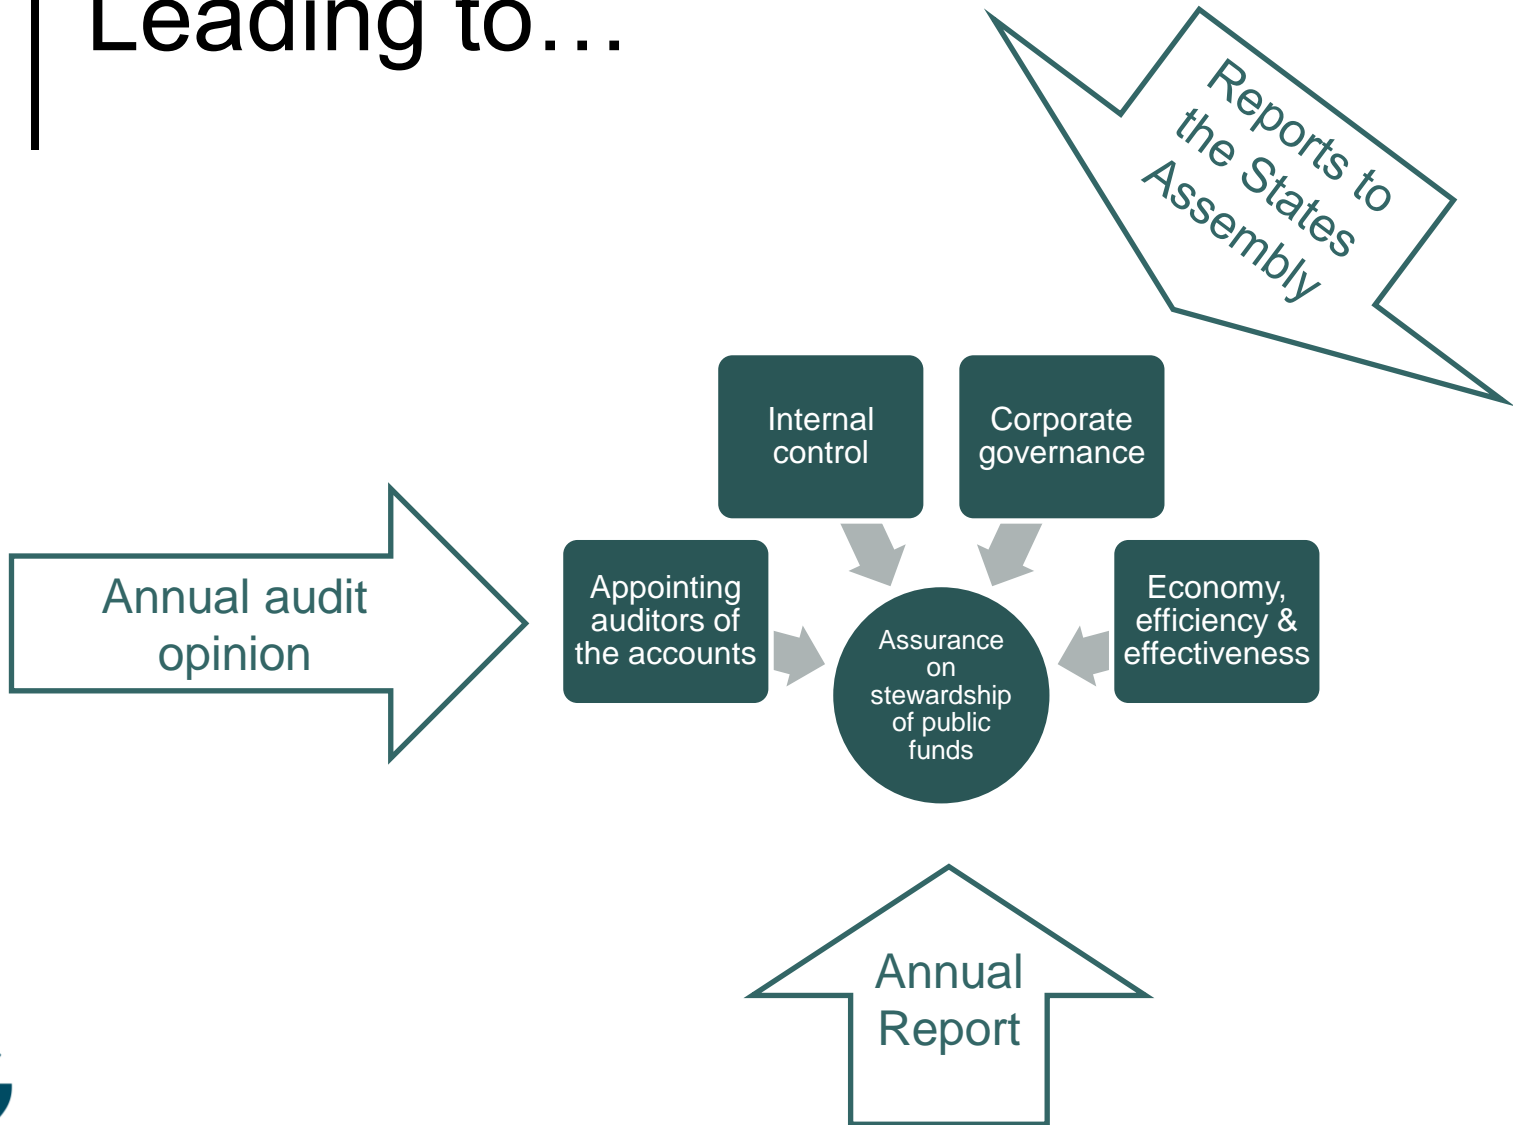 Leading to…
Reports to
the States
Assembly
Internal
control
Corporate
governance
Annual audit
opinion
Appointing
auditors of
the accounts
Economy,
efficiency &
effectiveness
Assurance
on
stewardship
of public
funds
Annual
Report